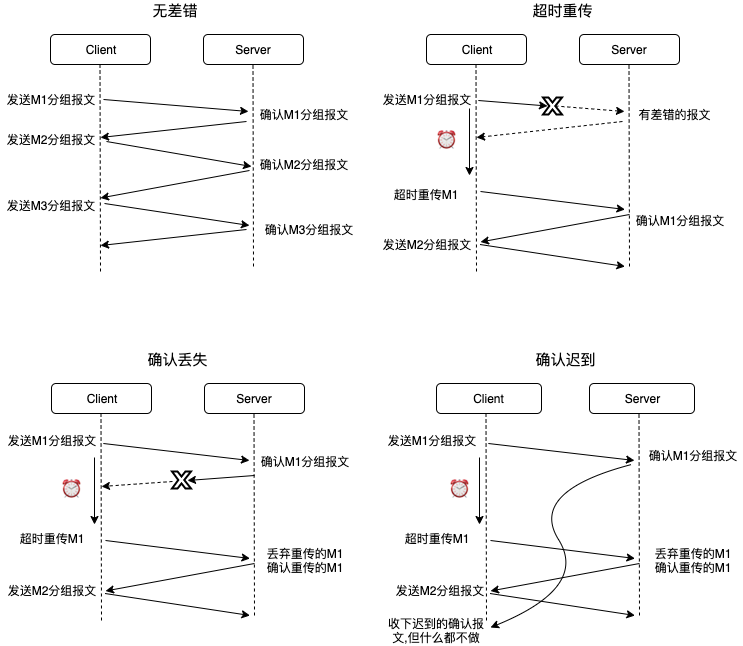 无差错
Client
Server
发送M1分组报文
确认M1分组报文
发送M2分组报文
确认M2分组报文
发送M3分组报文
确认M3分组报文
超时重传
Client
Server
发送M1分组报文
有差错的报文
超时重传M1
确认M1分组报文
发送M2分组报文
确认丢失
Client
Server
发送M1分组报文
确认M1分组报文
超时重传M1
丢弃重传的M1
确认重传的M1
发送M2分组报文
确认迟到
Client
Server
发送M1分组报文
确认M1分组报文
超时重传M1
丢弃重传的M1
确认重传的M1
发送M2分组报文
收下迟到的确认报
文,但什么都不做